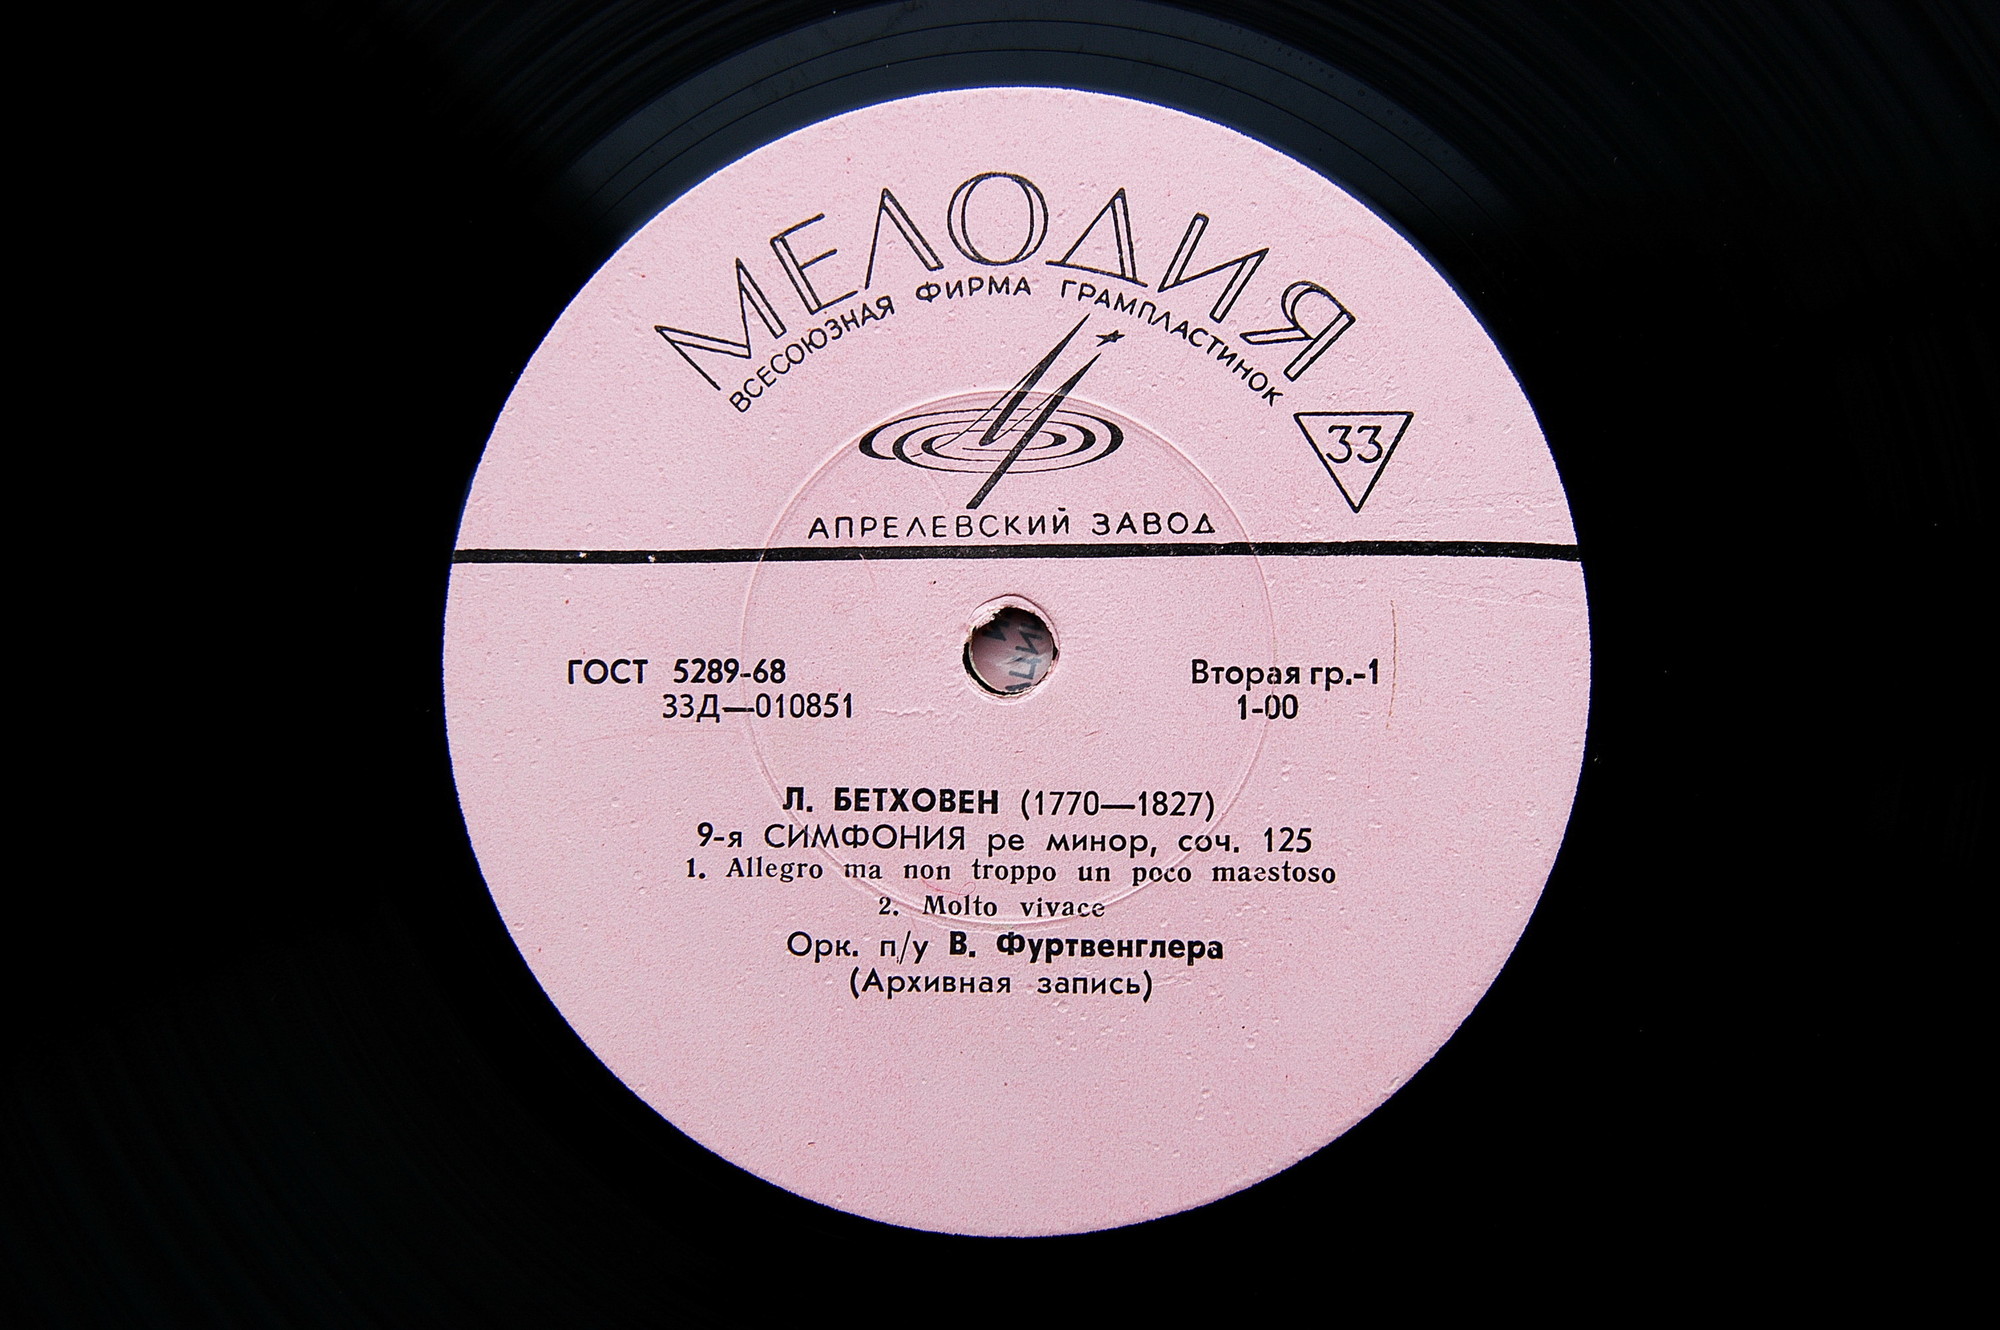 МЕЛОДИЯ
ВСЕСОЮЗНАЯ ФИРМА ГРАМПЛАСТИНОК
33
АПРЕЛЕВСКИЙ ЗАВОД
ГОСТ 5289-68
Вторая гр.-1
33Д—010851
1-00
Л. БЕТХОВЕН (1770—1827)
9-я СИМФОНИЯ ре минор, соч. 125
1. Allegro ma non troppo un poco maestoso
2. Molto vivace
Орк. п/у В. Фуртвенглера
(Архивная запись)